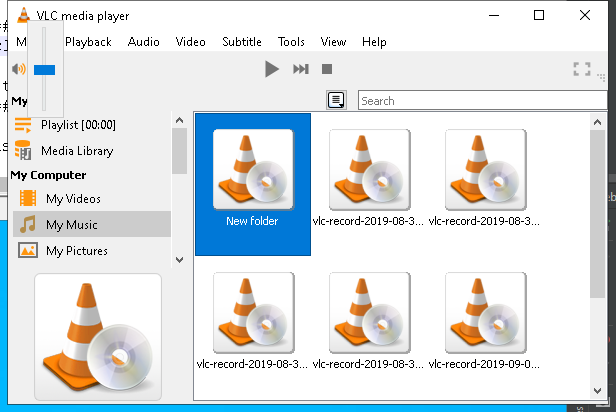 VLC media player
M Playback Audio Video Subtitle Tools View Help
Search
My
Playlist [00:00]
Media Library
My Computer
My Videos
My Music
My Pictures
New folder
vlc-record-2019-08-3...
vlc-record-2019-08-3...
vlc-record-2019-08-3...
vlc-record-2019-08-3...
vlc-record-2019-09-0...